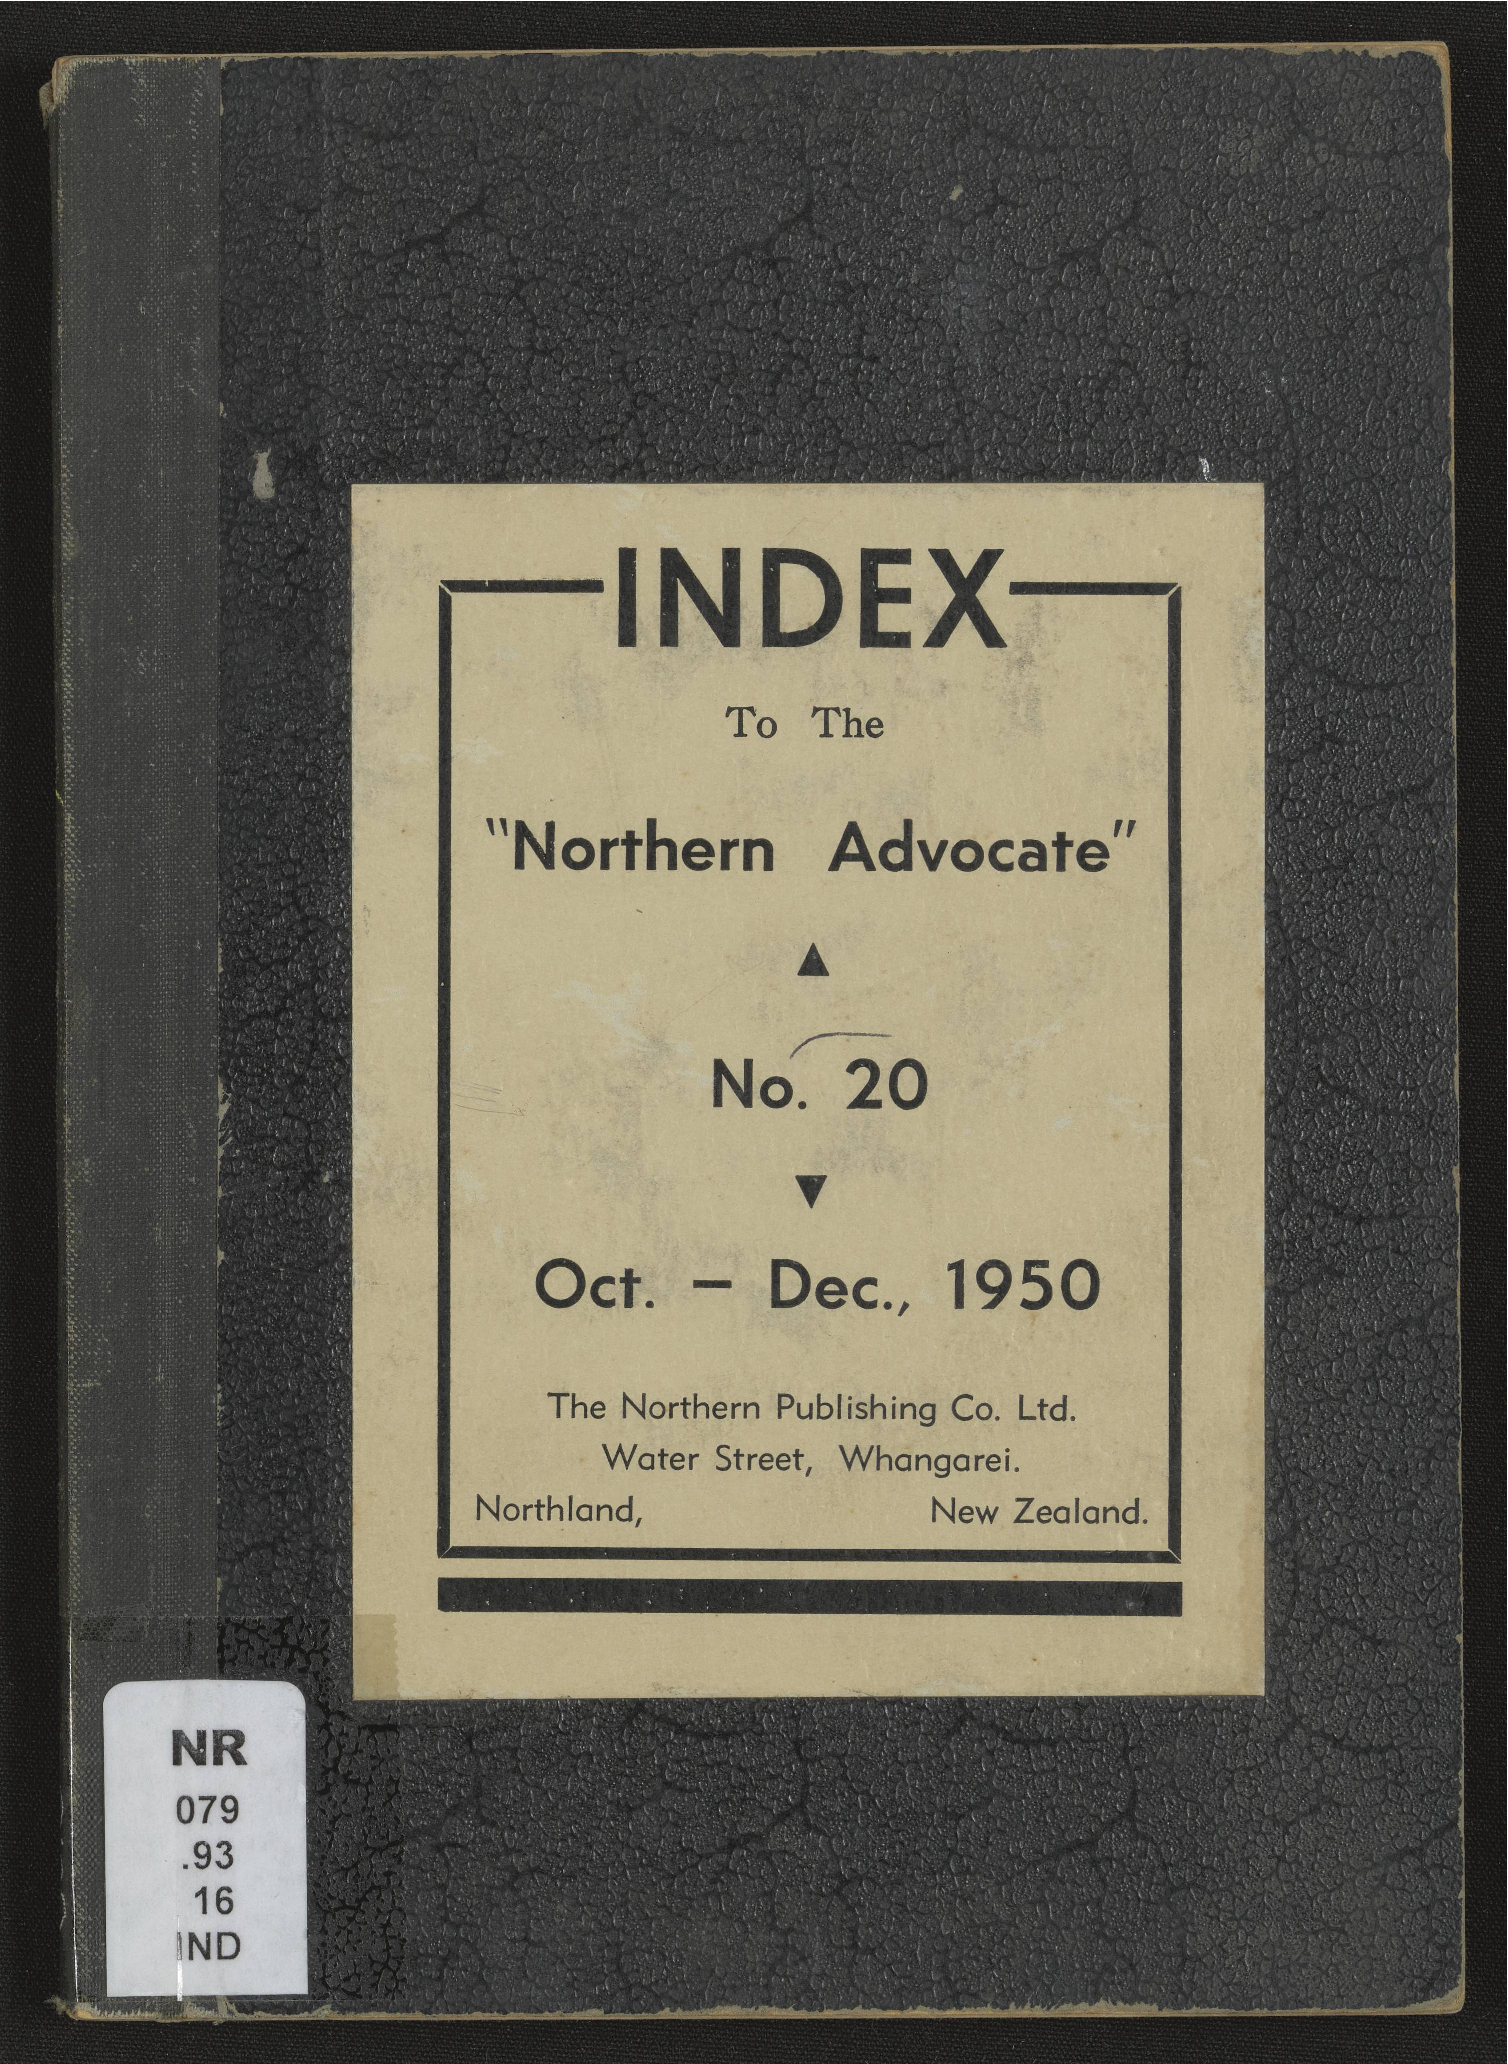 INDEX
To The
"Northern Advocate"
▲
No. 20
▼
Oct. – Dec., 1950
The Northern Publishing Co. Ltd.
Water Street, Whangarei.
Northland, New Zealand.
NR
079
.93
16
IND